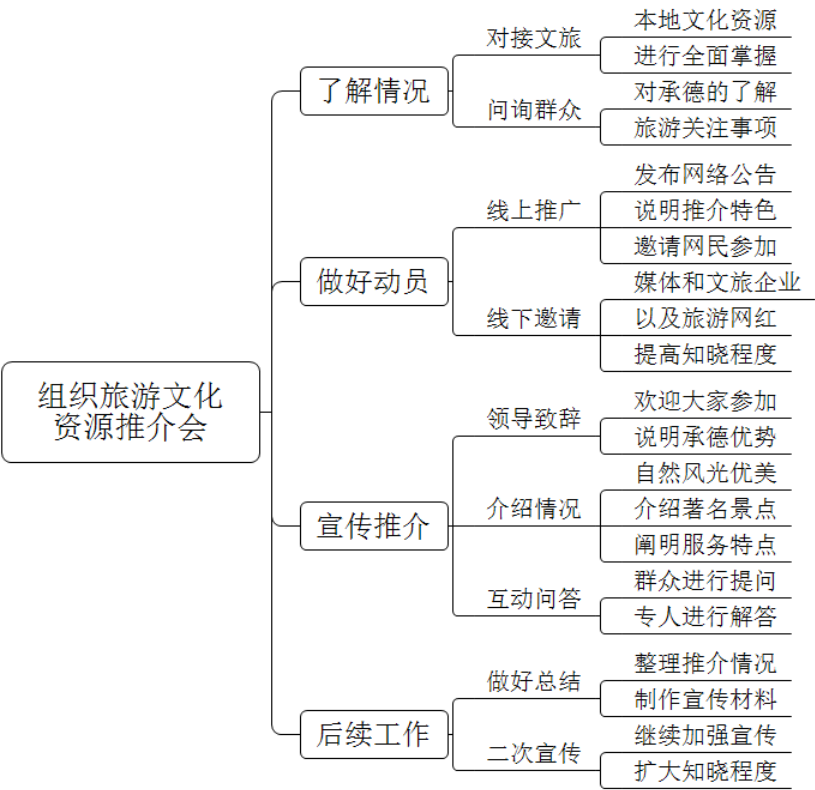 组织旅游文化
资源推介会
了解情况
对接文旅
本地文化资源
进行全面掌握
问询群众
对承德的了解
旅游关注事项
做好动员
线上推广
发布网络公告
说明推介特色
邀请网民参加
线下邀请
媒体和文旅企业
以及旅游网红
提高知晓程度
宣传推介
领导致辞
欢迎大家参加
说明承德优势
介绍情况
自然风光优美
介绍著名景点
阐明服务特点
互动问答
群众进行提问
专人进行解答
后续工作
做好总结
整理推介情况
制作宣传材料
二次宣传
继续加强宣传
扩大知晓程度